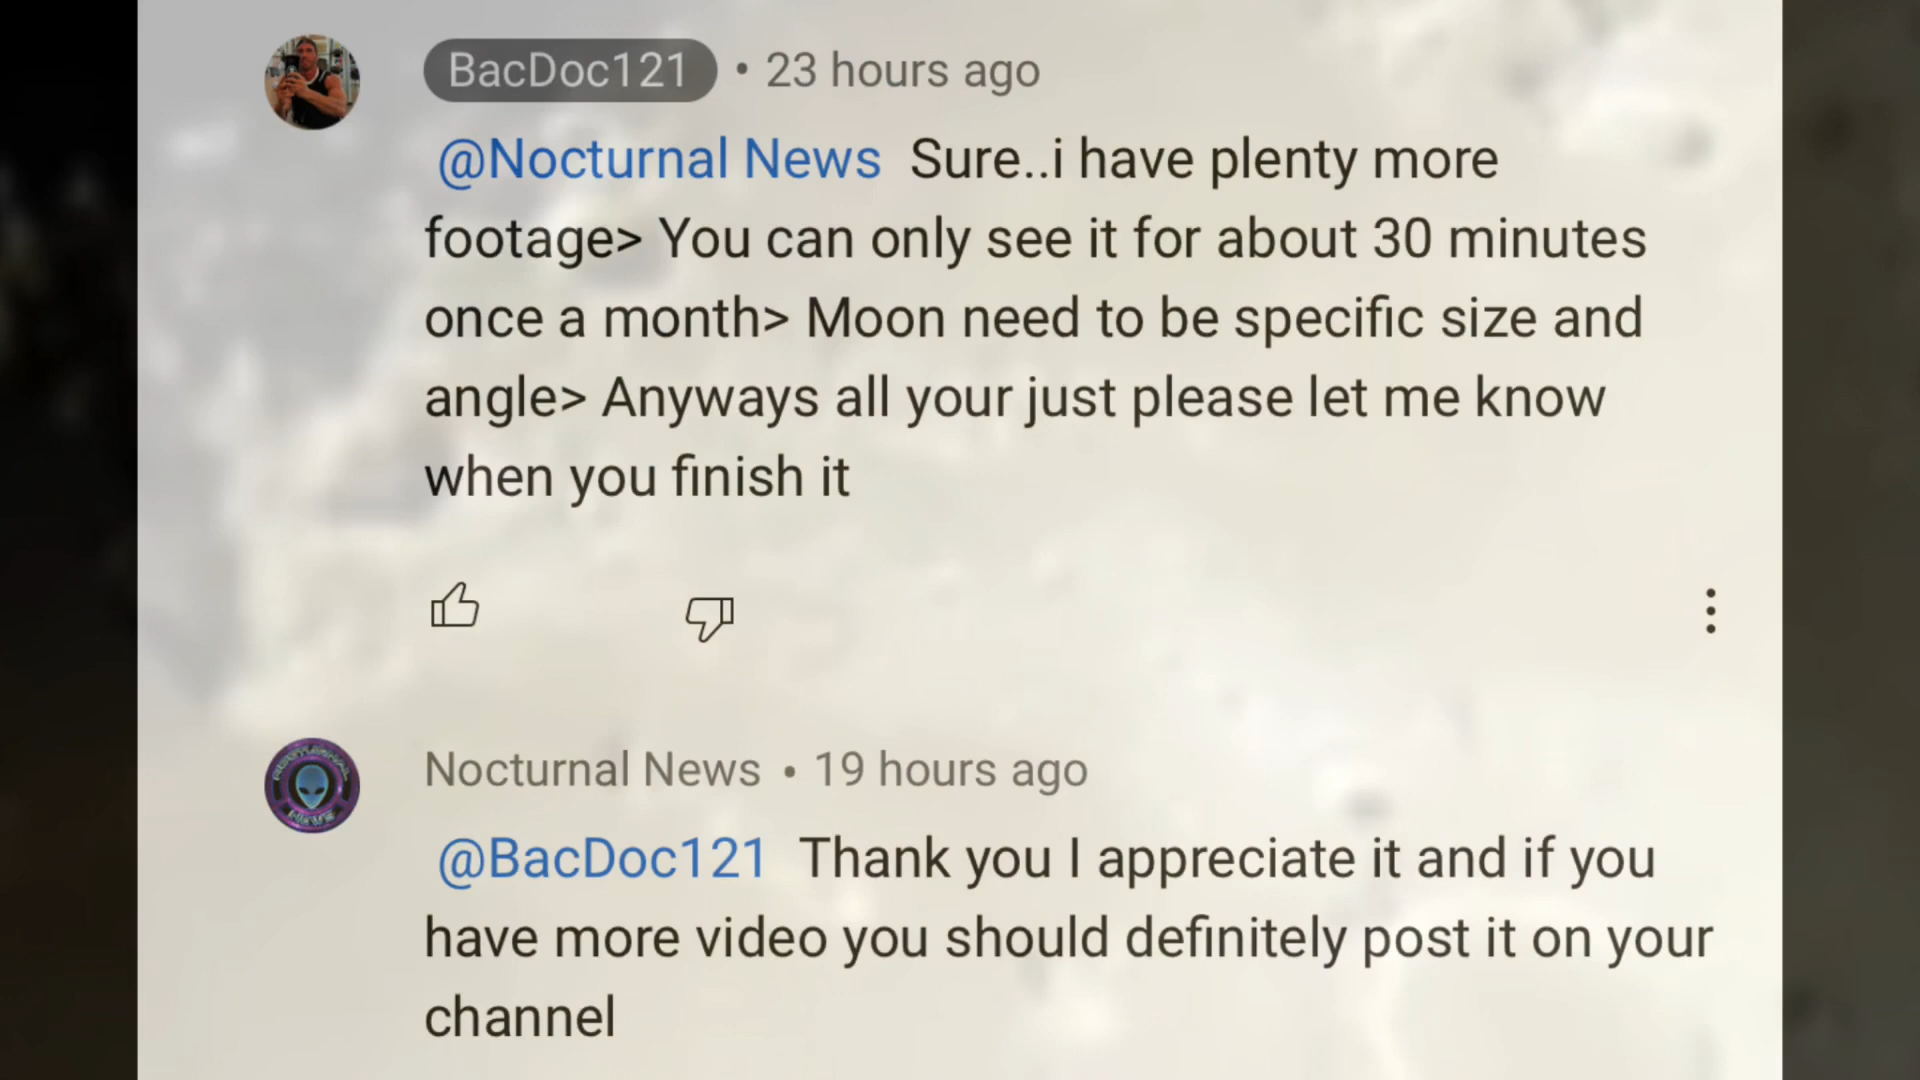 BacDoc121 • 23 hours ago
@Nocturnal News Sure..i have plenty more
footage> You can only see it for about 30 minutes
once a month> Moon need to be specific size and
angle> Anyways all your just please let me know
when you finish it
Nocturnal News • 19 hours ago
@BacDoc121 Thank you I appreciate it and if you
have more video you should definitely post it on your
channel